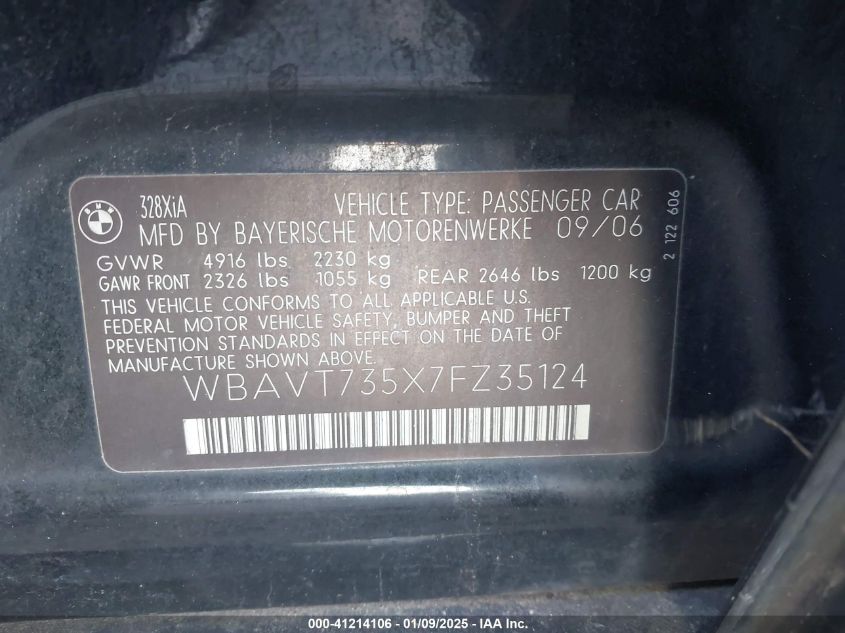 BMW
328XiA VEHICLE TYPE: PASSENGER CAR
MFD BY BAYERISCHE MOTORENWERKE 09/06
GVWR 4916 lbs 2230 kg
GAWR FRONT 2326 lbs 1055 kg REAR 2646 lbs 1200 kg
THIS VEHICLE CONFORMS TO ALL APPLICABLE U.S.
FEDERAL MOTOR VEHICLE SAFETY, BUMPER AND THEFT
PREVENTION STANDARDS IN EFFECT ON THE DATE OF
MANUFACTURE SHOWN ABOVE.
WBAVT735X7FZ35124
2 122 606
000-41214106 - 01/09/2025 - IAA Inc.